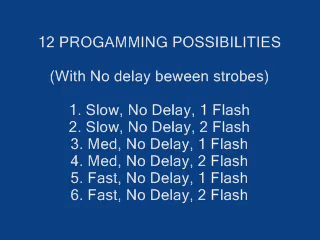 12 PROGAMMING POSSIBILITIES
(With No delay beween strobes)
1. Slow, No Delay, 1 Flash
2. Slow, No Delay, 2 Flash
3. Med, No Delay, 1 Flash
4. Med, No Delay, 2 Flash
5. Fast, No Delay, 1 Flash
6. Fast, No Delay, 2 Flash